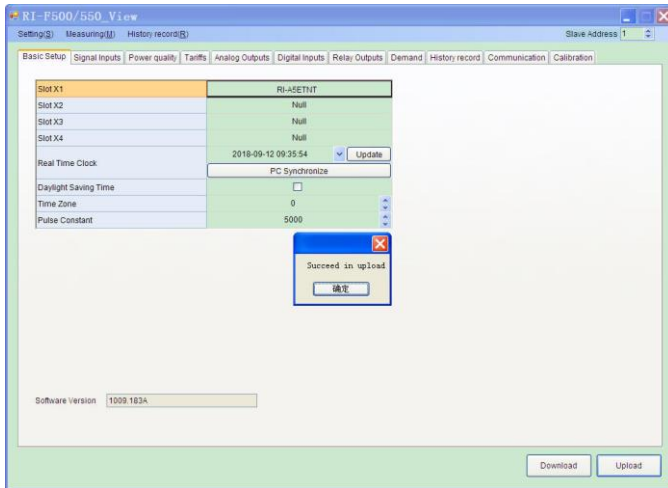 RI-F500/550_View
Setting(S) Measuring(M) History record(R) Slave Address 1
Basic Setup Signal Inputs Power quality Tariffs Analog Outputs Digital Inputs Relay Outputs Demand History record Communication Calibration
Slot X1 RI-A5ETNT
Slot X2 Null
Slot X3 Null
Slot X4 Null
Real Time Clock 2018-09-12 09:35:54 Update
PC Synchronize
Daylight Saving Time
Time Zone 0
Pulse Constant 5000
Succeed in upload
确定
Software Version 1009.183A
Download Upload